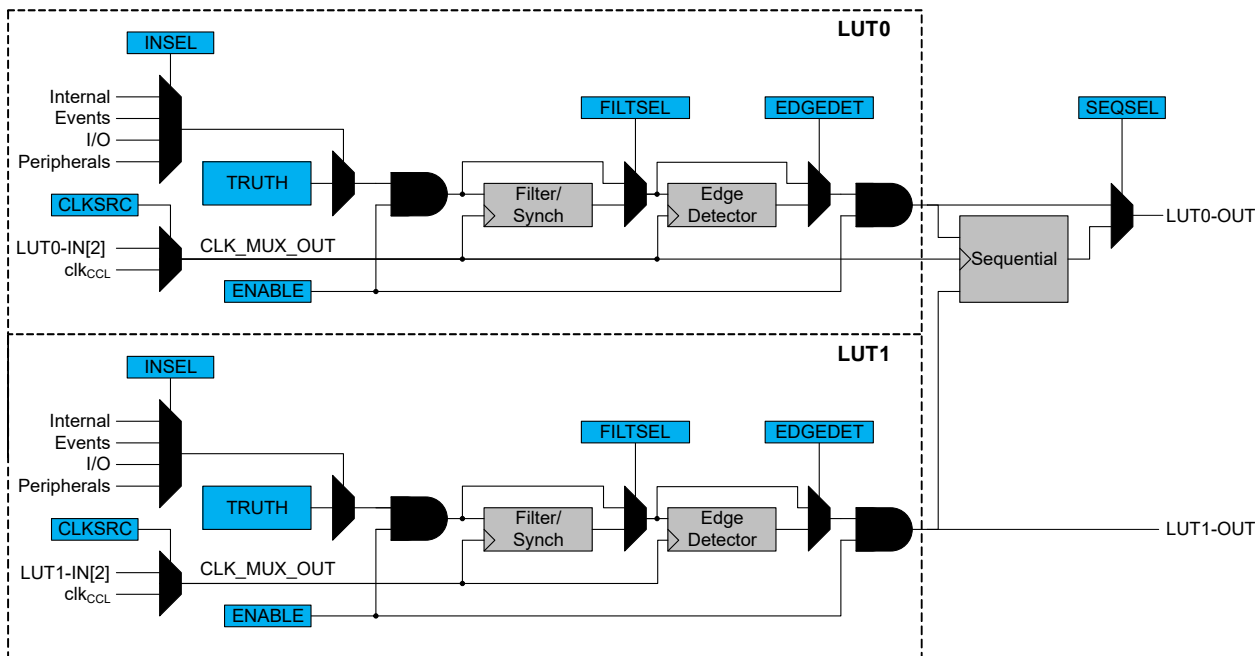 LUT0
INSEL
Internal
Events
I/O
Peripherals
FILTSEL
EDGEDET
SEQSEL
TRUTH
Filter/
Synch
Edge
Detector
CLKSRC
LUT0-IN[2]
clkCCL
CLK_MUX_OUT
ENABLE
Sequential
LUT0-OUT
LUT1
INSEL
Internal
Events
I/O
Peripherals
FILTSEL
EDGEDET
TRUTH
Filter/
Synch
Edge
Detector
CLKSRC
LUT1-IN[2]
clkCCL
CLK_MUX_OUT
ENABLE
LUT1-OUT